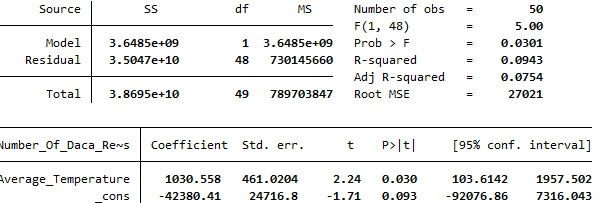 Source SS df MS Number of obs = 50
F(1, 48) = 5.00
Model 3.6485e+09 1 3.6485e+09 Prob > F = 0.0301
Residual 3.5047e+10 48 730145660 R-squared = 0.0943
Adj R-squared = 0.0754
Total 3.8695e+10 49 789703847 Root MSE = 27021
Number_Of_Daca_Re~s Coefficient Std. err. t P>|t| [95% conf. interval]
Average_Temperature 1030.558 461.0204 2.24 0.030 103.6142 1957.502
_cons -42380.41 24716.8 -1.71 0.093 -92076.86 7316.043